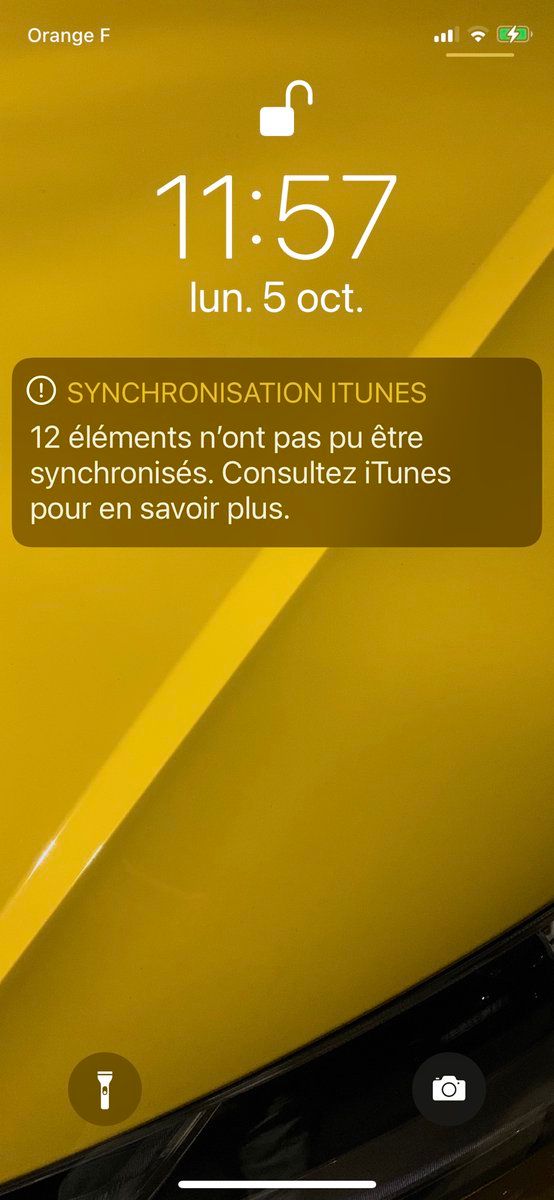 Orange F
11:57
lun. 5 oct.
SYNCHRONISATION ITUNES
12 éléments n’ont pas pu être
synchronisés. Consultez iTunes
pour en savoir plus.